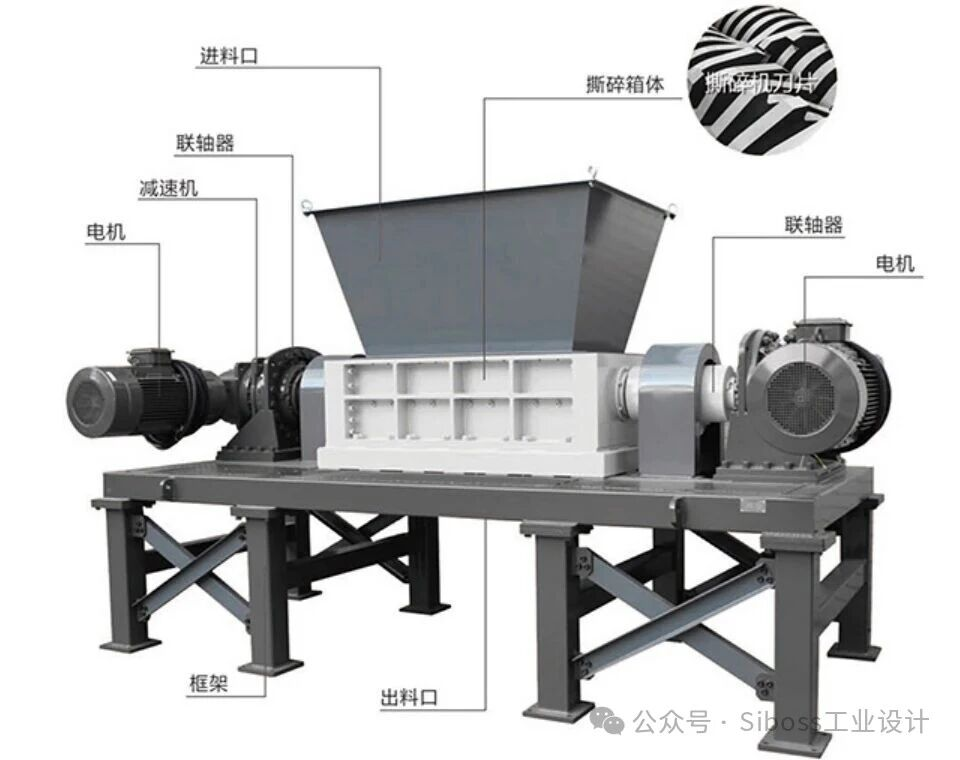 进料口
撕碎箱体
撕碎机刀片
联轴器
减速机
电机
联轴器
电机
框架
出料口
公众号 · Siboss工业设计